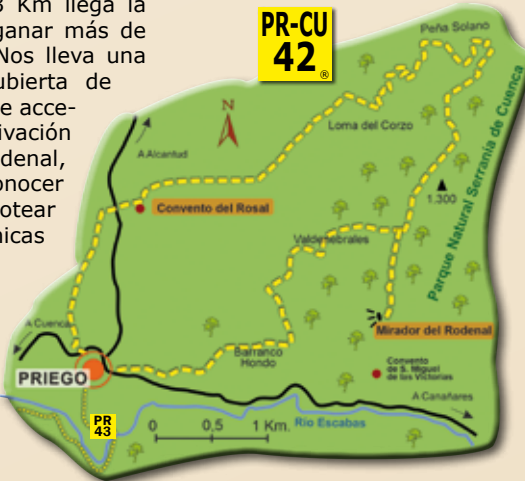 3 Km llega la
ganar más de
Nos lleva una
ubierta de
e acce-
ivación
denal,
onocer
otear
nicas
PR-CU
42
®
Peña Solano
N
Loma del Corzo
A Alcantud
Parque Natural Serranía de Cuenca
1.300
Convento del Rosal
Valdenebrales
Mirador del Rodenal
A Cuenca
Barranco
Hondo
Convento
de S. Miguel
de las Victorias
PRIEGO
A Cañamares
PR
43
0 0,5 1 Km.
Río Escabas